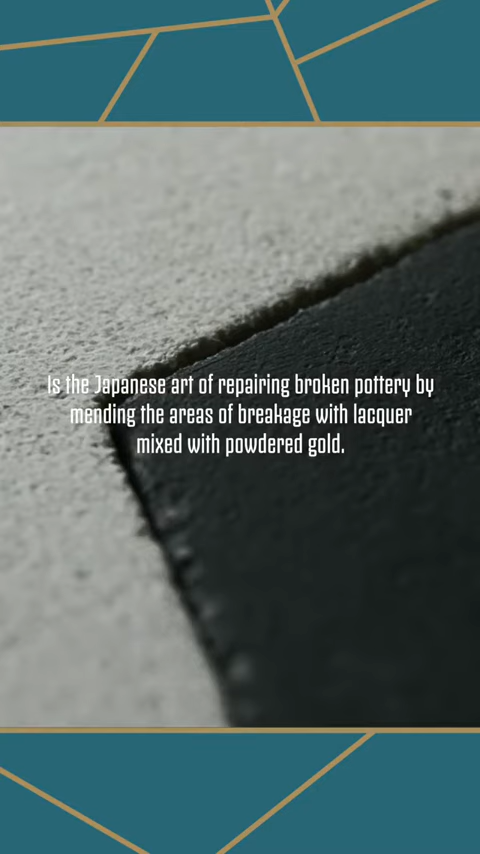 Is the Japanese art of repairing broken pottery by
mending the areas of breakage with lacquer
mixed with powdered gold.